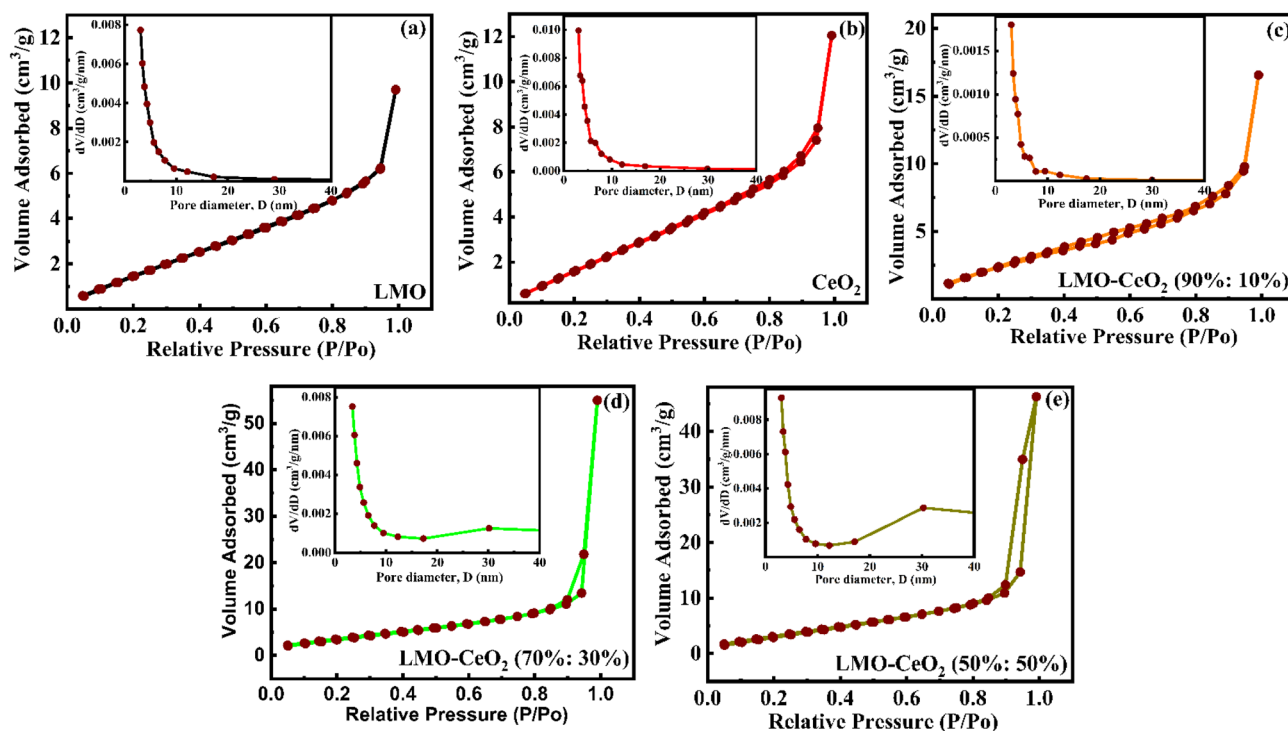 (a)
Volume Adsorbed (cm³/g)
12
10
8
6
4
2
0.0 0.2 0.4 0.6 0.8 1.0
Relative Pressure (P/Po)
LMO
dV/dD (cm³/g/nm)
0.008
0.006
0.004
0.002
0 10 20 30 40
Pore diameter, D (nm)
(b)
Volume Adsorbed (cm³/g)
12
10
8
6
4
2
0.0 0.2 0.4 0.6 0.8 1.0
Relative Pressure (P/Po)
CeO₂
dV/dD (cm³/g/nm)
0.010
0.008
0.006
0.004
0.002
0.000
0 10 20 30 40
Pore diameter, D (nm)
(c)
Volume Adsorbed (cm³/g)
20
15
10
5
0.0 0.2 0.4 0.6 0.8 1.0
Relative Pressure (P/Po)
LMO-CeO₂ (90%: 10%)
dV/dD (cm³/g/nm)
0.0015
0.0010
0.0005
0 10 20 30 40
Pore diameter, D (nm)
(d)
Volume Adsorbed (cm³/g)
50
40
30
20
10
0
0.0 0.2 0.4 0.6 0.8 1.0
Relative Pressure (P/Po)
LMO-CeO₂ (70%: 30%)
dV/dD (cm³/g/nm)
0.008
0.006
0.004
0.002
0.000
0 10 20 30 40
Pore diameter, D (nm)
(e)
Volume Adsorbed (cm³/g)
40
30
20
10
0
0.0 0.2 0.4 0.6 0.8 1.0
Relative Pressure (P/Po)
LMO-CeO₂ (50%: 50%)
dV/dD (cm³/g/nm)
0.008
0.006
0.004
0.002
0 10 20 30 40
Pore diameter, D (nm)